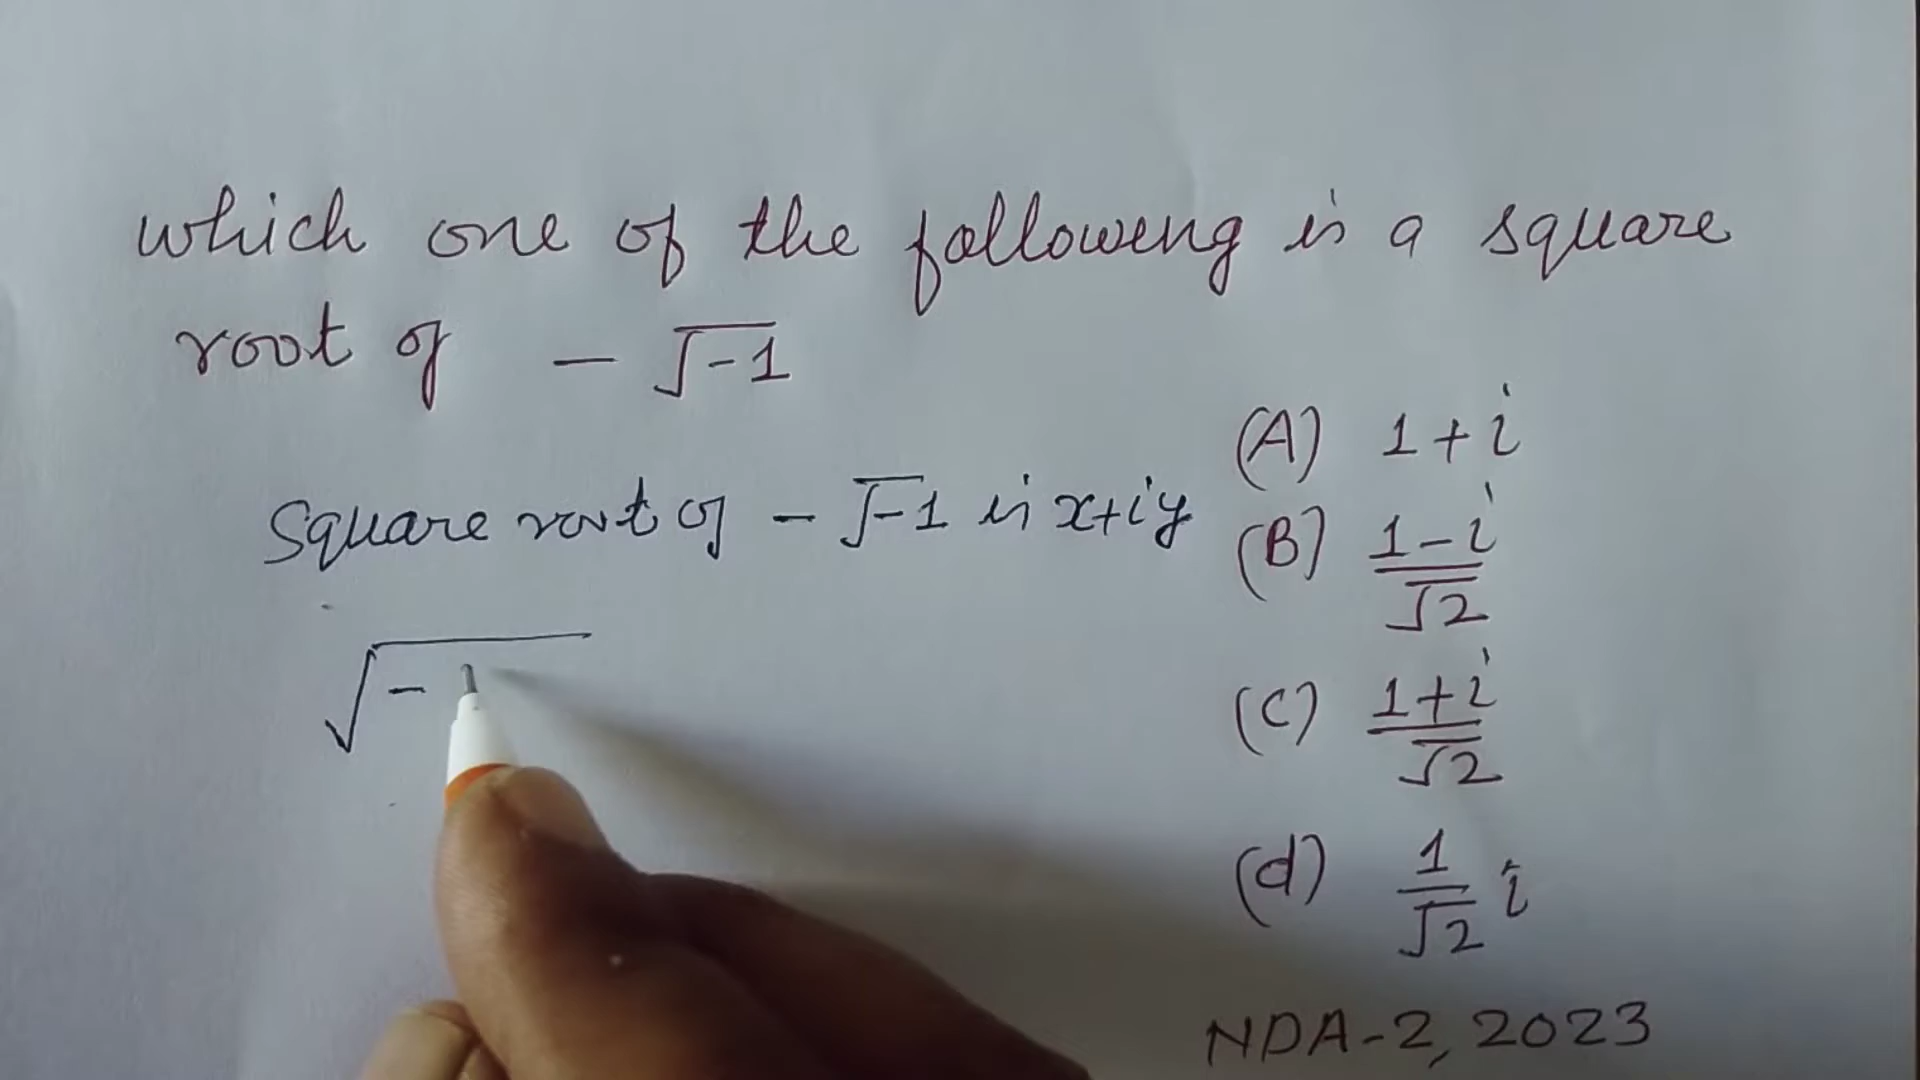 which one of the followeng is a square
root of - √-1
(A) 1+i
Square root of - √-1 is x+iy
(B) 1-i/√2
√-
(C) 1+i/√2
(d) 1/√2 i
NDA-2, 2023